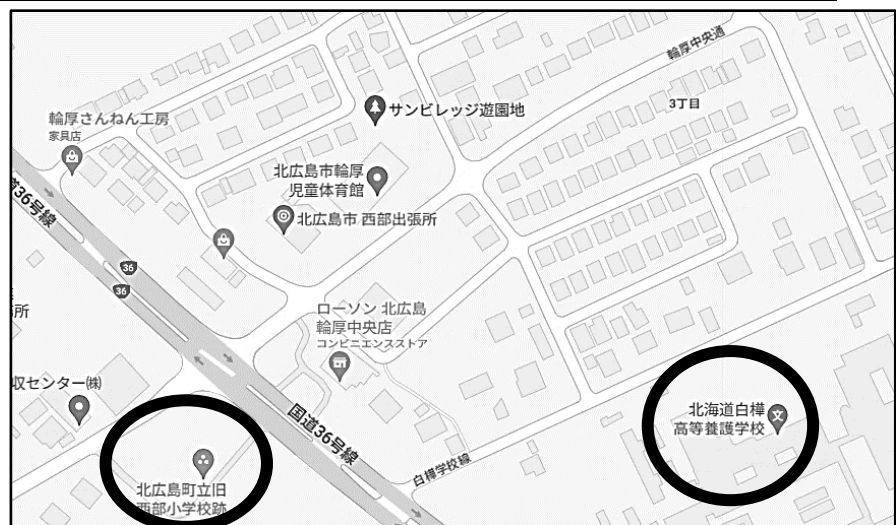 輪厚中央通
3丁目
サンビレッジ遊園地
輪厚さんねん工房
家具店
北広島市輪厚
児童体育館
北広島市 西部出張所
道36号線
36
36
所
ローソン 北広島
輪厚中央店
コンビニエンスストア
収センター㈱
国道36号線
北海道白樺
高等養護学校
文
白樺学校線
北広島町立旧
西部小学校跡